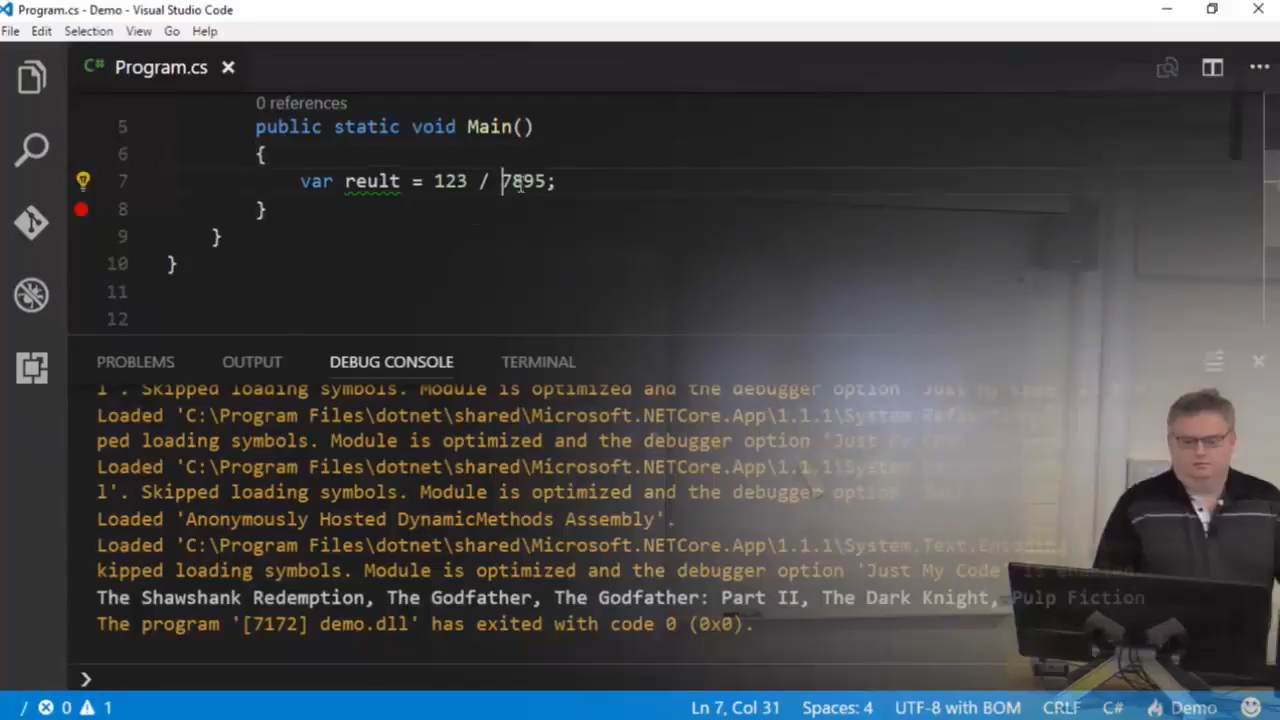 Program.cs - Demo - Visual Studio Code
File Edit Selection View Go Help
C# Program.cs
0 references
5 public static void Main()
6 {
7 var reult = 123 / 7895;
8 }
9 }
10 }
11
12
PROBLEMS OUTPUT DEBUG CONSOLE TERMINAL
l'. Skipped loading symbols. Module is optimized and the debugger option 'Just My
Loaded 'C:\Program Files\dotnet\shared\Microsoft.NETCore.App\1.1.1\System.
ped loading symbols. Module is optimized and the debugger option 'Just My
Loaded 'C:\Program Files\dotnet\shared\Microsoft.NETCore.App\1.1.1\System.
l'. Skipped loading symbols. Module is optimized and the debugger option
Loaded 'Anonymously Hosted DynamicMethods Assembly'.
Loaded 'C:\Program Files\dotnet\shared\Microsoft.NETCore.App\1.1.1\System.Text.
kipped loading symbols. Module is optimized and the debugger option 'Just My Code'
The Shawshank Redemption, The Godfather, The Godfather: Part II, The Dark Knight, Pulp Fiction
The program '[7172] demo.dll' has exited with code 0 (0x0).
0 1 Ln 7, Col 31 Spaces: 4 UTF-8 with BOM CRLF C# Demo